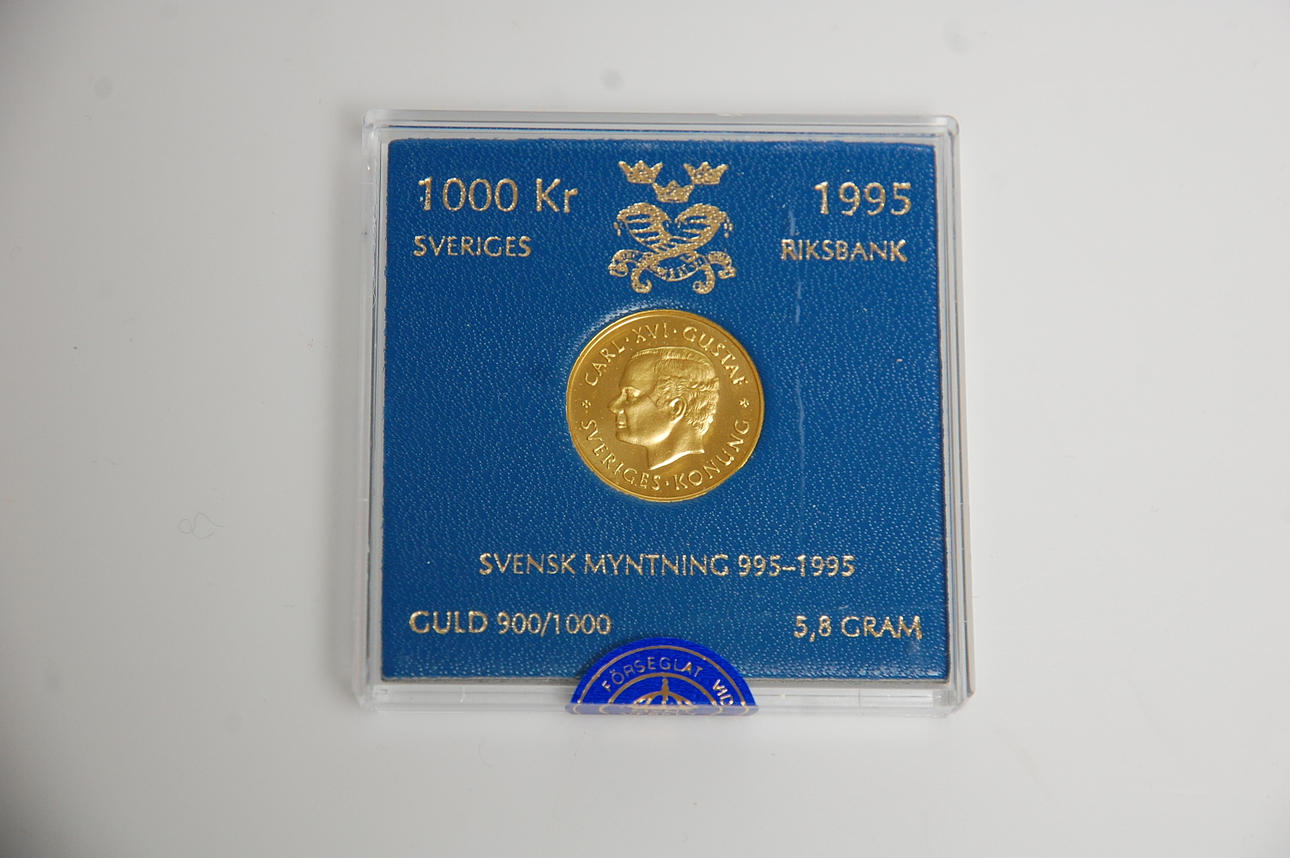 1000 Kr
1995
SVERIGES
RIKSBANK
CARL·XVI·GUSTAF
SVERIGES·KONUNG
SVENSK MYNTNING 995–1995
GULD 900/1000
5,8 GRAM
FÖRSEGLAT VID